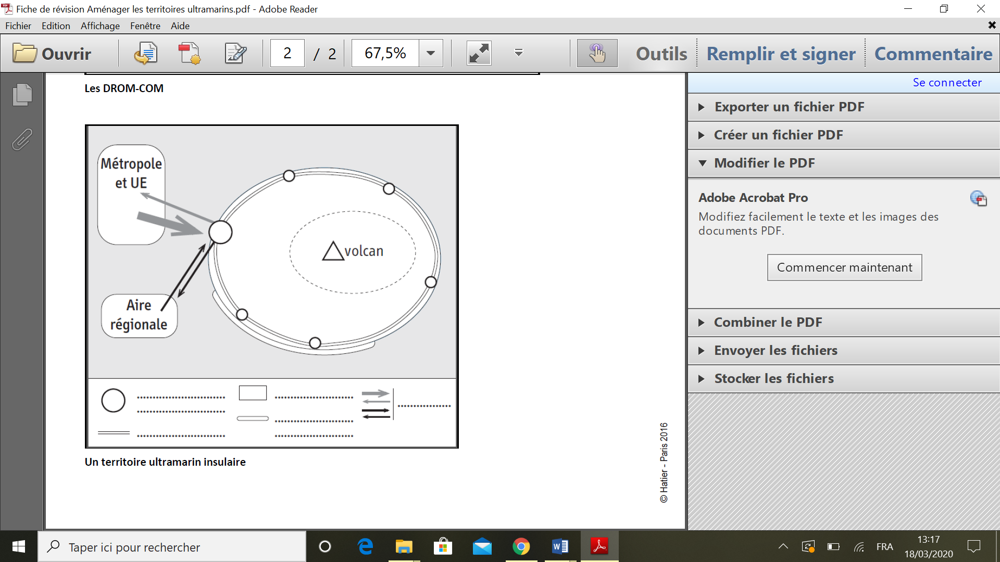 Fiche de révision Aménager les territoires ultramarins.pdf - Adobe Reader
Fichier Edition Affichage Fenêtre Aide
Ouvrir 2 / 2 67,5% Outils Remplir et signer Commentaire
Se connecter
Les DROM-COM
Métropole
et UE
volcan
Aire
régionale
Un territoire ultramarin insulaire
© Hatier - Paris 2016
Exporter un fichier PDF
Créer un fichier PDF
Modifier le PDF
Adobe Acrobat Pro
Modifiez facilement le texte et les images des
documents PDF.
Commencer maintenant
Combiner le PDF
Envoyer les fichiers
Stocker les fichiers
Taper ici pour rechercher
FRA
13:17
18/03/2020